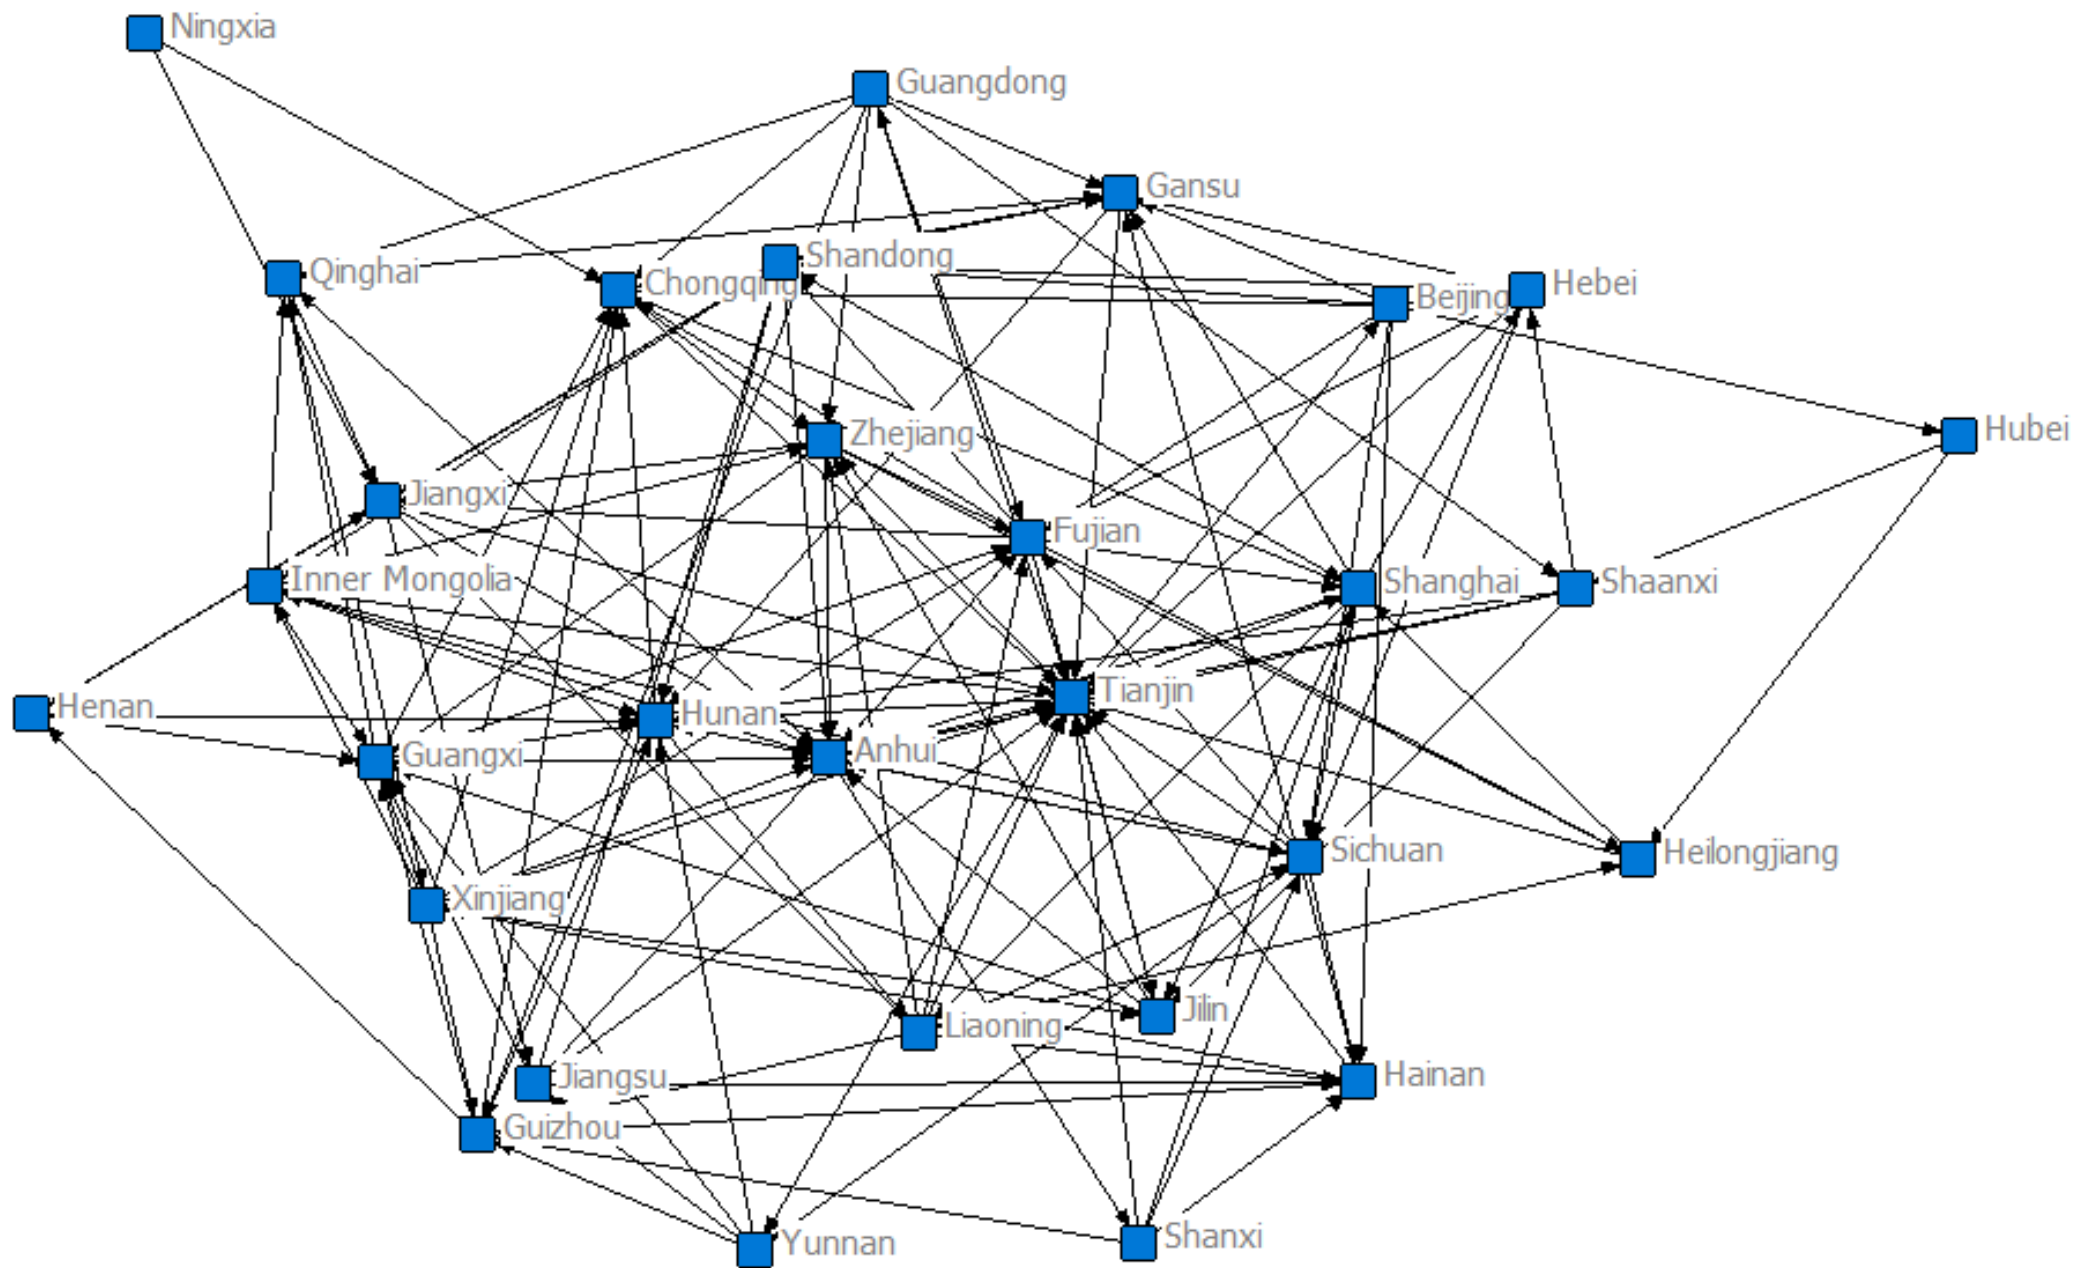 Ningxia
Guangdong
Gansu
Shandong
Qinghai
Chongqing
Beijing
Hebei
Hubei
Zhejiang
Jiangxi
Fujian
Inner Mongolia
Shanghai
Shaanxi
Tianjin
Henan
Hunan
Anhui
Guangxi
Sichuan
Heilongjiang
Xinjiang
Jilin
Liaoning
Jiangsu
Hainan
Guizhou
Yunnan
Shanxi